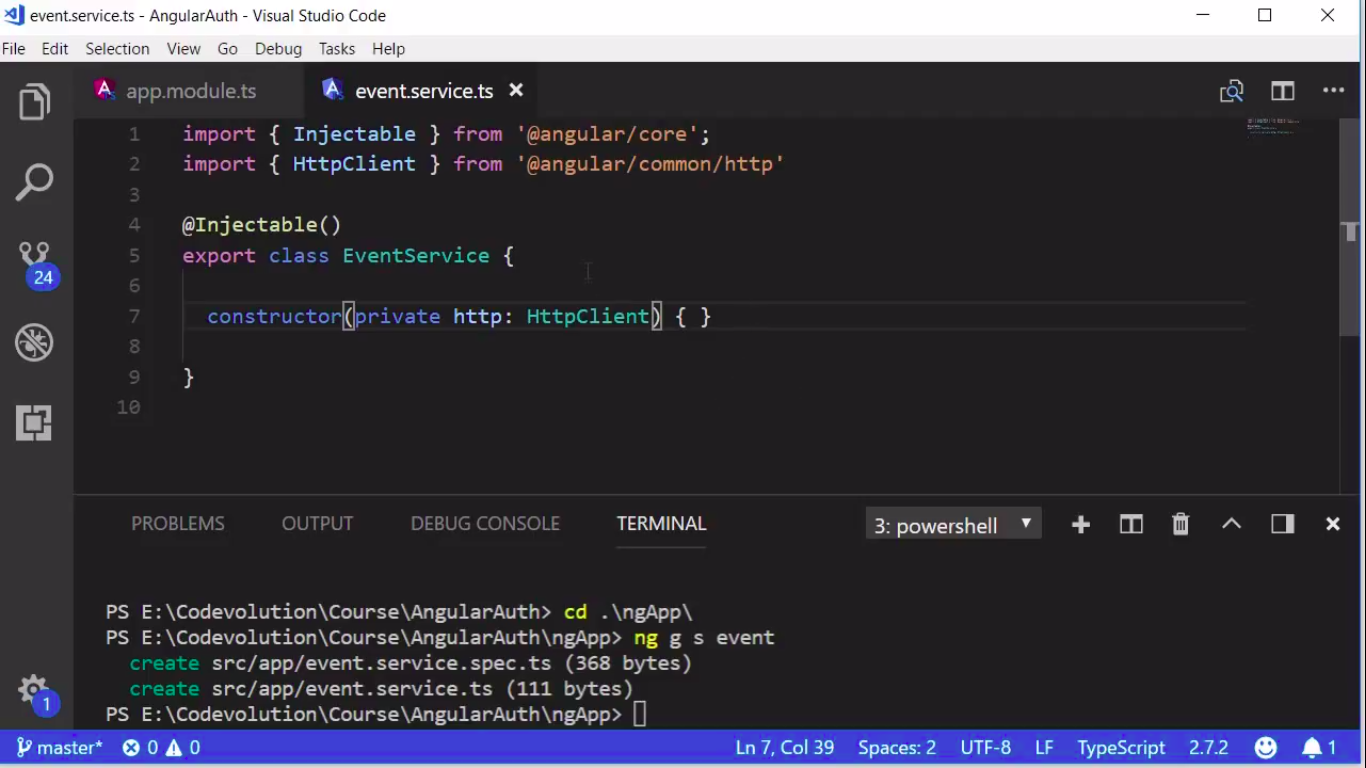 event.service.ts - AngularAuth - Visual Studio Code
File Edit Selection View Go Debug Tasks Help
app.module.ts event.service.ts
1 import { Injectable } from '@angular/core';
2 import { HttpClient } from '@angular/common/http'
3
4 @Injectable()
5 export class EventService {
6
7 constructor(private http: HttpClient) { }
8
9 }
10
24
PROBLEMS OUTPUT DEBUG CONSOLE TERMINAL 3: powershell
PS E:\Codevolution\Course\AngularAuth> cd .\ngApp\
PS E:\Codevolution\Course\AngularAuth\ngApp> ng g s event
create src/app/event.service.spec.ts (368 bytes)
create src/app/event.service.ts (111 bytes)
PS E:\Codevolution\Course\AngularAuth\ngApp>
1
master* 0 0 Ln 7, Col 39 Spaces: 2 UTF-8 LF TypeScript 2.7.2 1